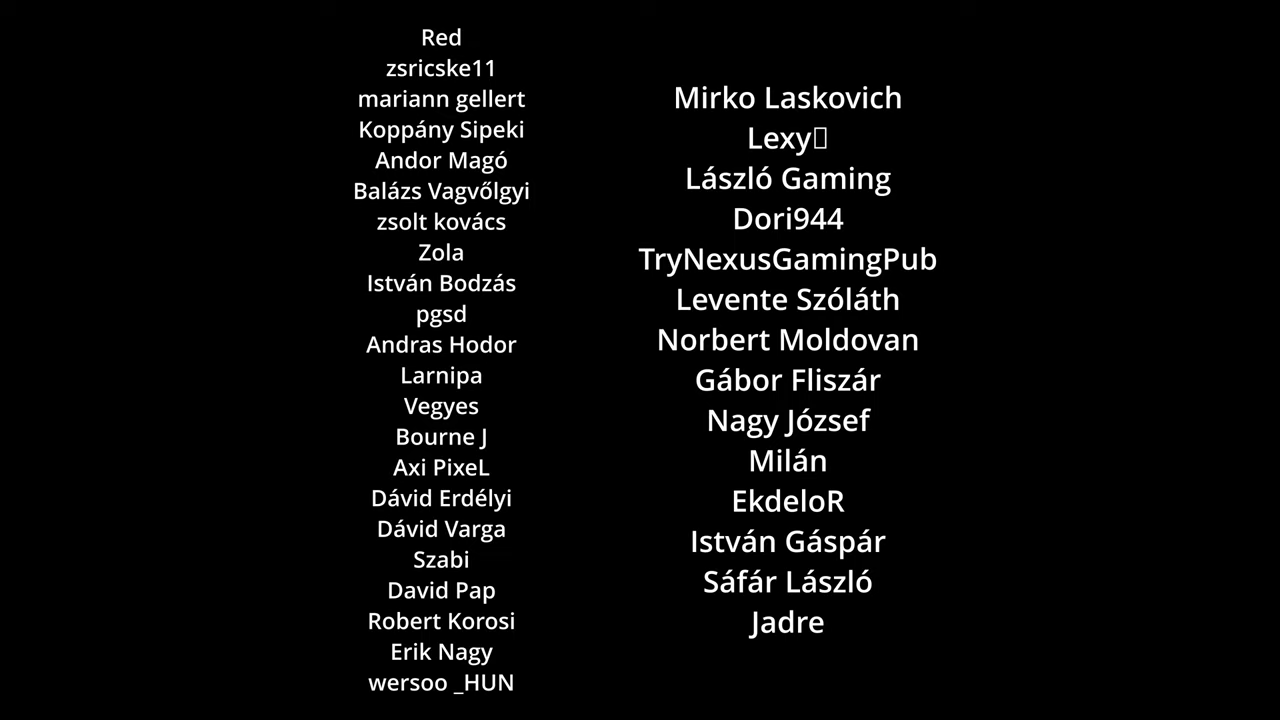 Red
zsricske11
mariann gellert
Koppány Sipeki
Andor Magó
Balázs Vagvőlgyi
zsolt kovács
Zola
István Bodzás
pgsd
Andras Hodor
Larnipa
Vegyes
Bourne J
Axi PixeL
Dávid Erdélyi
Dávid Varga
Szabi
David Pap
Robert Korosi
Erik Nagy
wersoo _HUN
Mirko Laskovich
Lexy▯
László Gaming
Dori944
TryNexusGamingPub
Levente Szóláth
Norbert Moldovan
Gábor Fliszár
Nagy József
Milán
EkdeloR
István Gáspár
Sáfár László
Jadre